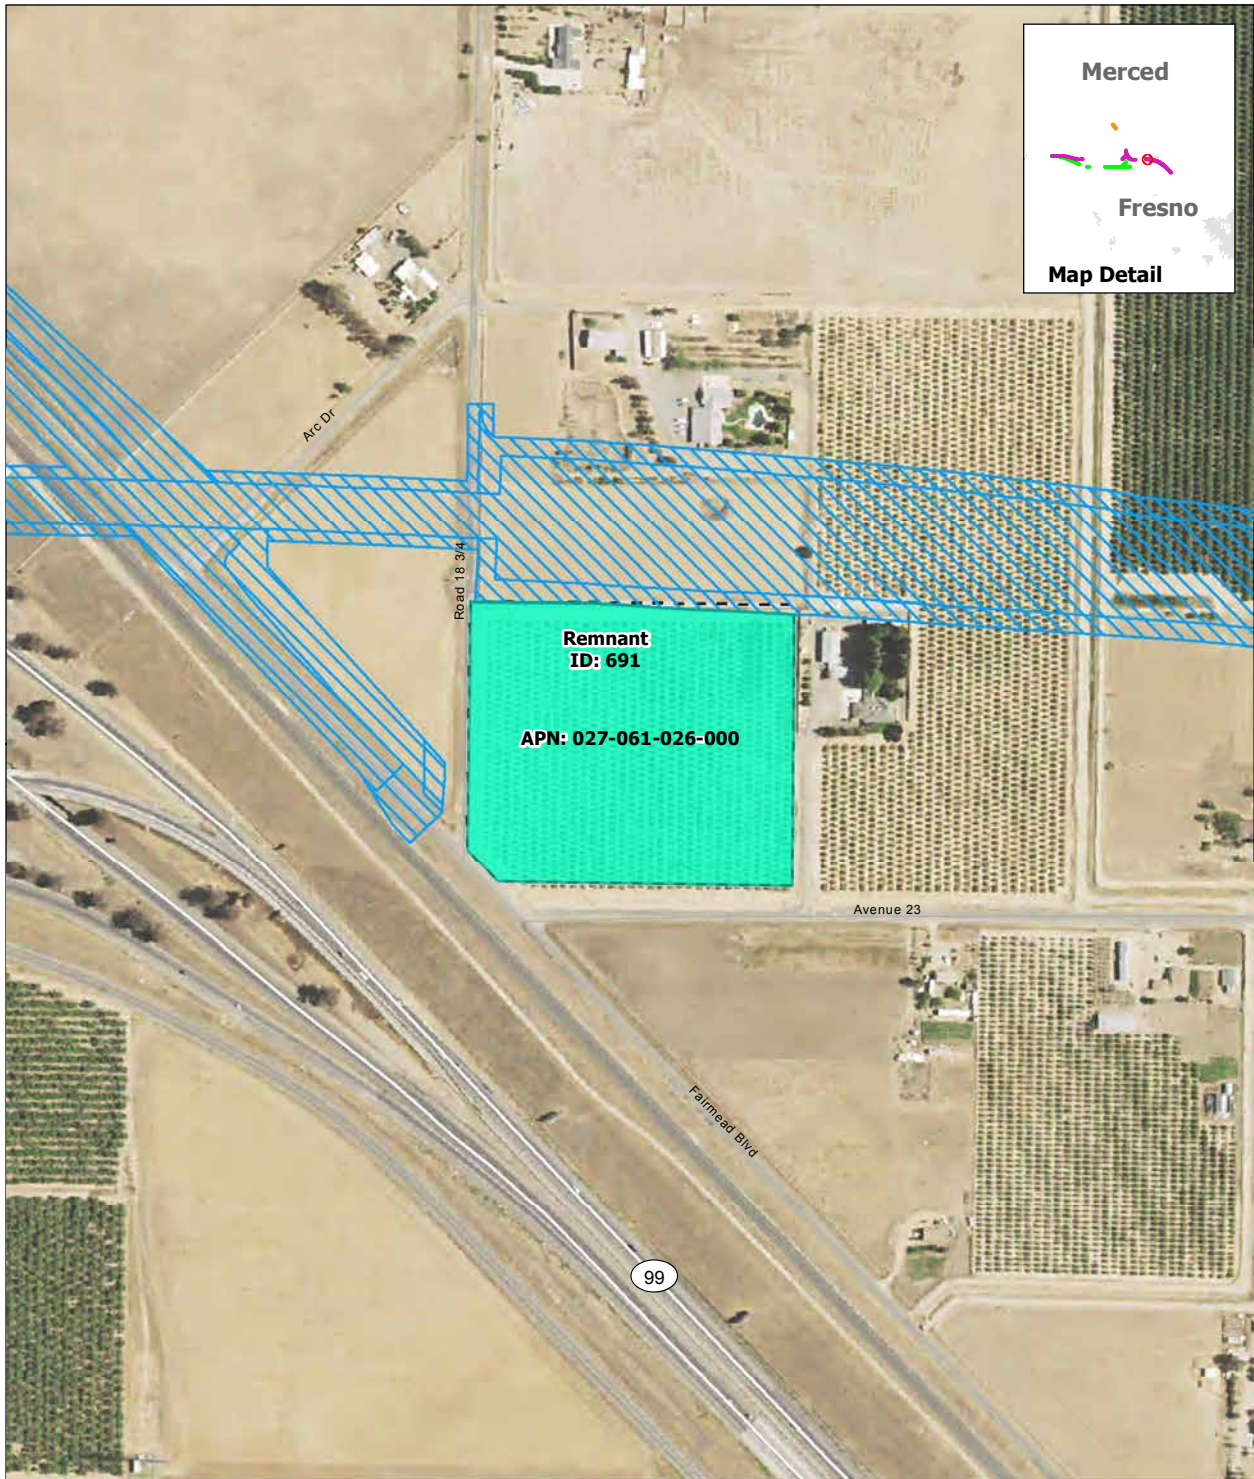 Merced
Fresno
Map Detail
Arc Dr
Road 18 3/4
Remnant
ID: 691
APN: 027-061-026-000
Avenue 23
Fairmead Blvd
99